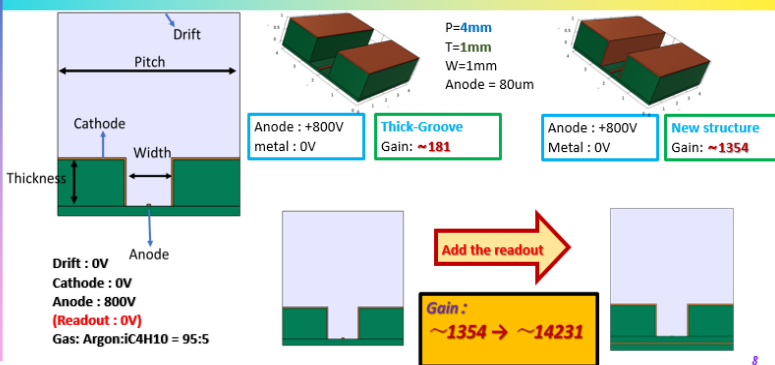 Drift
Pitch
Cathode
Width
Thickness
Anode
Drift : 0V
Cathode : 0V
Anode : 800V
(Readout : 0V)
Gas: Argon:iC4H10 = 95:5
P=4mm
T=1mm
W=1mm
Anode = 80um
Anode : +800V
metal : 0V
Thick-Groove
Gain: ~181
Anode : +800V
Metal : 0V
New structure
Gain: ~1354
Add the readout
Gain :
～1354 → ～14231
8